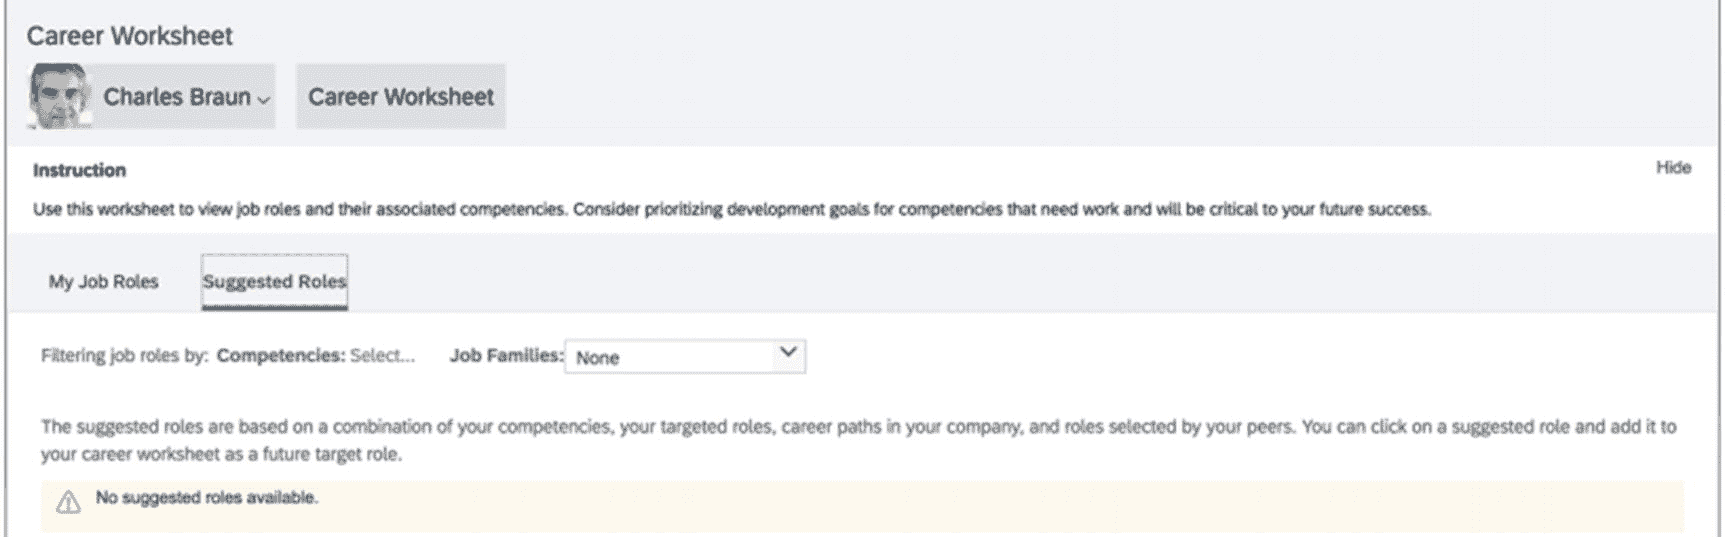 Career Worksheet
Charles Braun Career Worksheet
Instruction Hide
Use this worksheet to view job roles and their associated competencies. Consider prioritizing development goals for competencies that need work and will be critical to your future success.
My Job Roles Suggested Roles
Filtering job roles by: Competencies: Select... Job Families: None
The suggested roles are based on a combination of your competencies, your targeted roles, career paths in your company, and roles selected by your peers. You can click on a suggested role and add it to
your career worksheet as a future target role.
No suggested roles available.